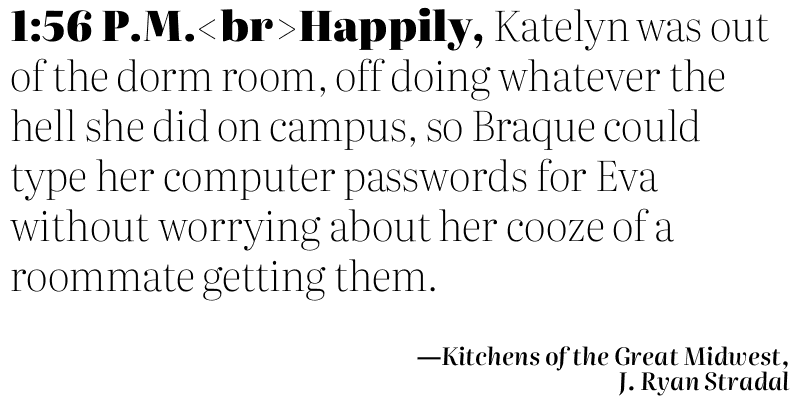 1:56 P.M.<br>Happily, Katelyn was out
of the dorm room, off doing whatever the
hell she did on campus, so Braque could
type her computer passwords for Eva
without worrying about her cooze of a
roommate getting them.
—Kitchens of the Great Midwest,
J. Ryan Stradal